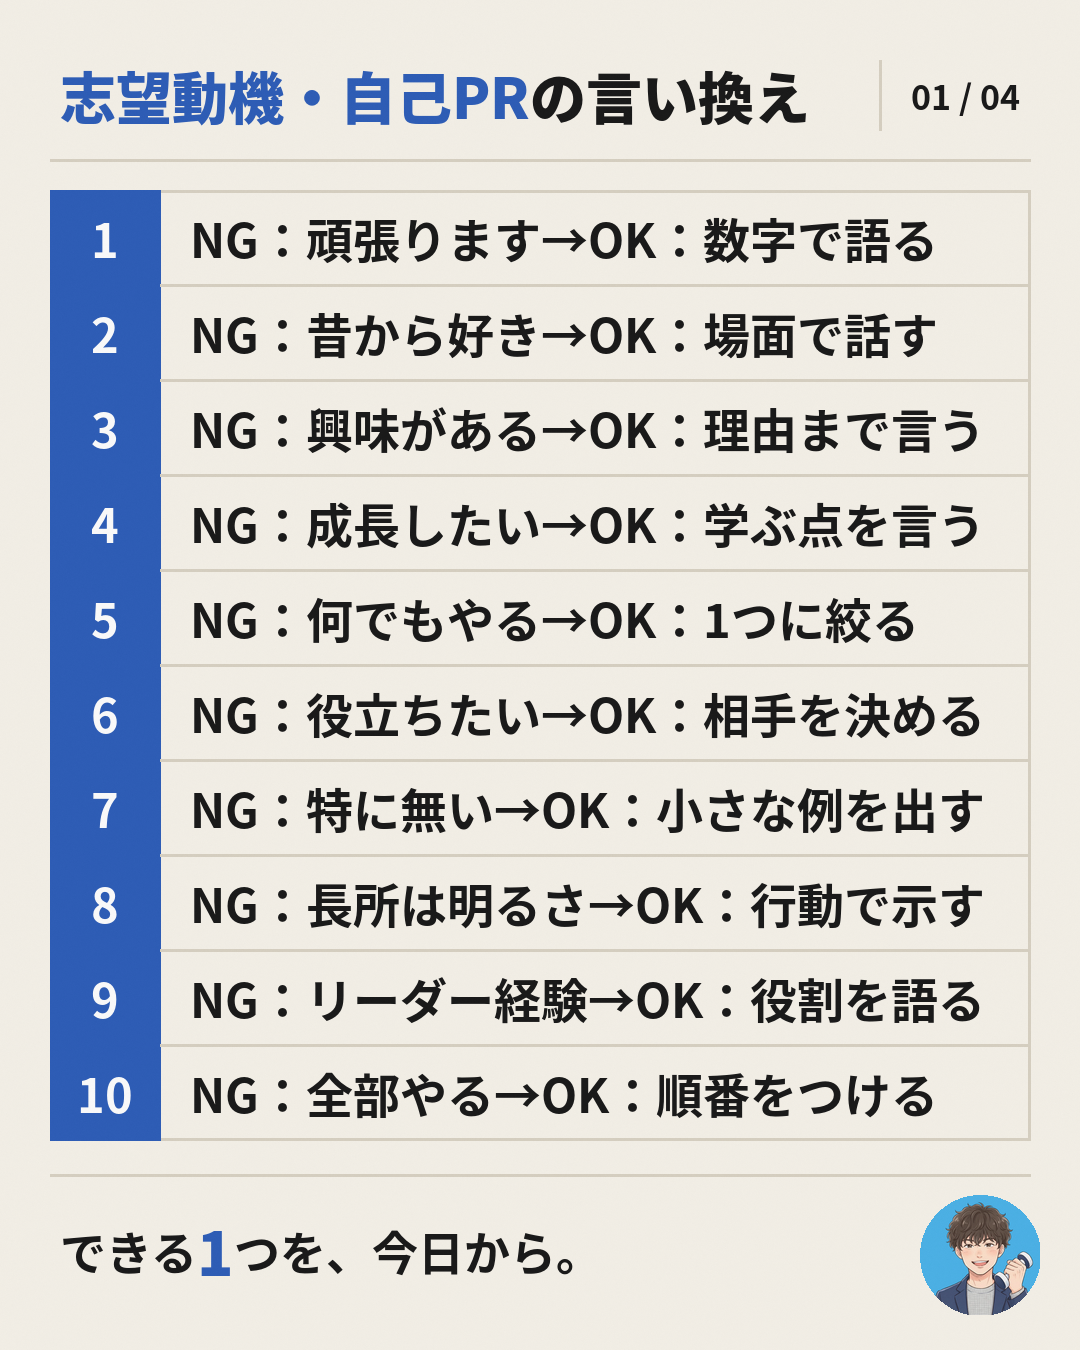 志望動機・自己PRの言い換え
01 / 04
1 NG：頑張ります→OK：数字で語る
2 NG：昔から好き→OK：場面で話す
3 NG：興味がある→OK：理由まで言う
4 NG：成長したい→OK：学ぶ点を言う
5 NG：何でもやる→OK：1つに絞る
6 NG：役立ちたい→OK：相手を決める
7 NG：特に無い→OK：小さな例を出す
8 NG：長所は明るさ→OK：行動で示す
9 NG：リーダー経験→OK：役割を語る
10 NG：全部やる→OK：順番をつける
できる1つを、今日から。